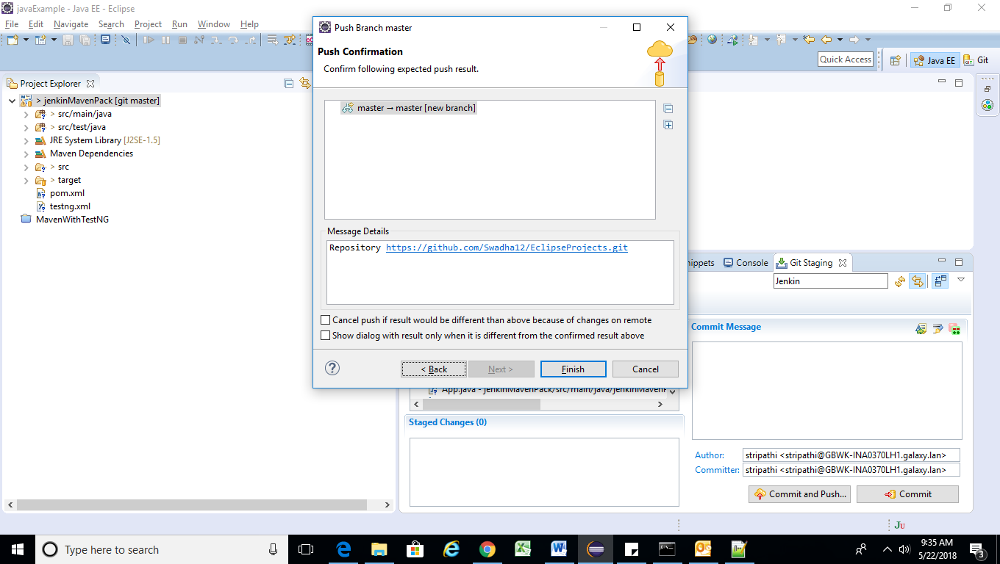 javaExample - Java EE - Eclipse
File Edit Navigate Search Project Run Window Help
Quick Access
Java EE
Git
Project Explorer
> jenkinMavenPack [git master]
> src/main/java
> src/test/java
JRE System Library [J2SE-1.5]
Maven Dependencies
> src
> target
pom.xml
testng.xml
MavenWithTestNG
Push Branch master
Push Confirmation
Confirm following expected push result.
master → master [new branch]
Message Details
Repository https://github.com/Swadha12/EclipseProjects.git
Cancel push if result would be different than above because of changes on remote
Show dialog with result only when it is different from the confirmed result above
< Back
Next >
Finish
Cancel
nippets
Console
Git Staging
Jenkin
App.java - jenkinMavenPack/src/main/java/jenkinMavenP
Staged Changes (0)
Commit Message
Author: stripathi <stripathi@GBWK-INA0370LH1.galaxy.lan>
Committer: stripathi <stripathi@GBWK-INA0370LH1.galaxy.lan>
Commit and Push...
Commit
Ju
Type here to search
9:35 AM
5/22/2018
3